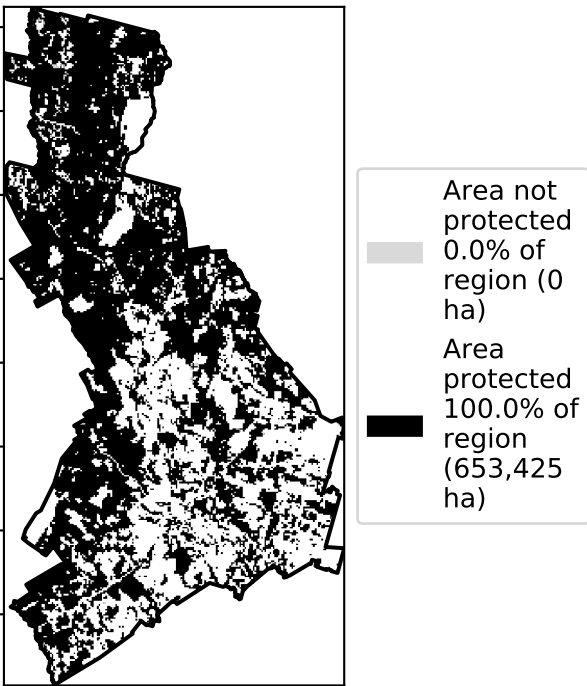 Area not
protected
0.0% of
region (0
ha)
Area
protected
100.0% of
region
(653,425
ha)